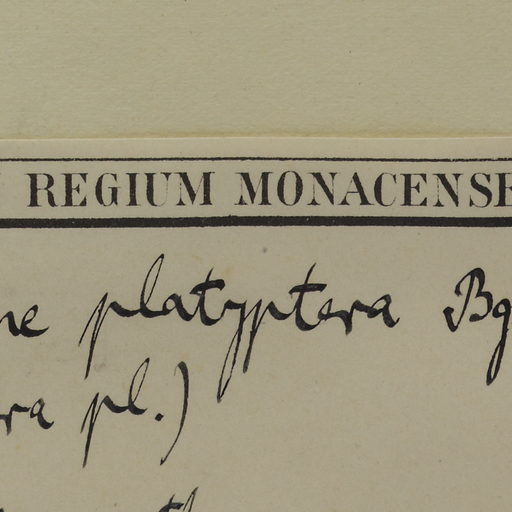 REGIUM MONACENSE
ne platyptera Bg
ra pl.)